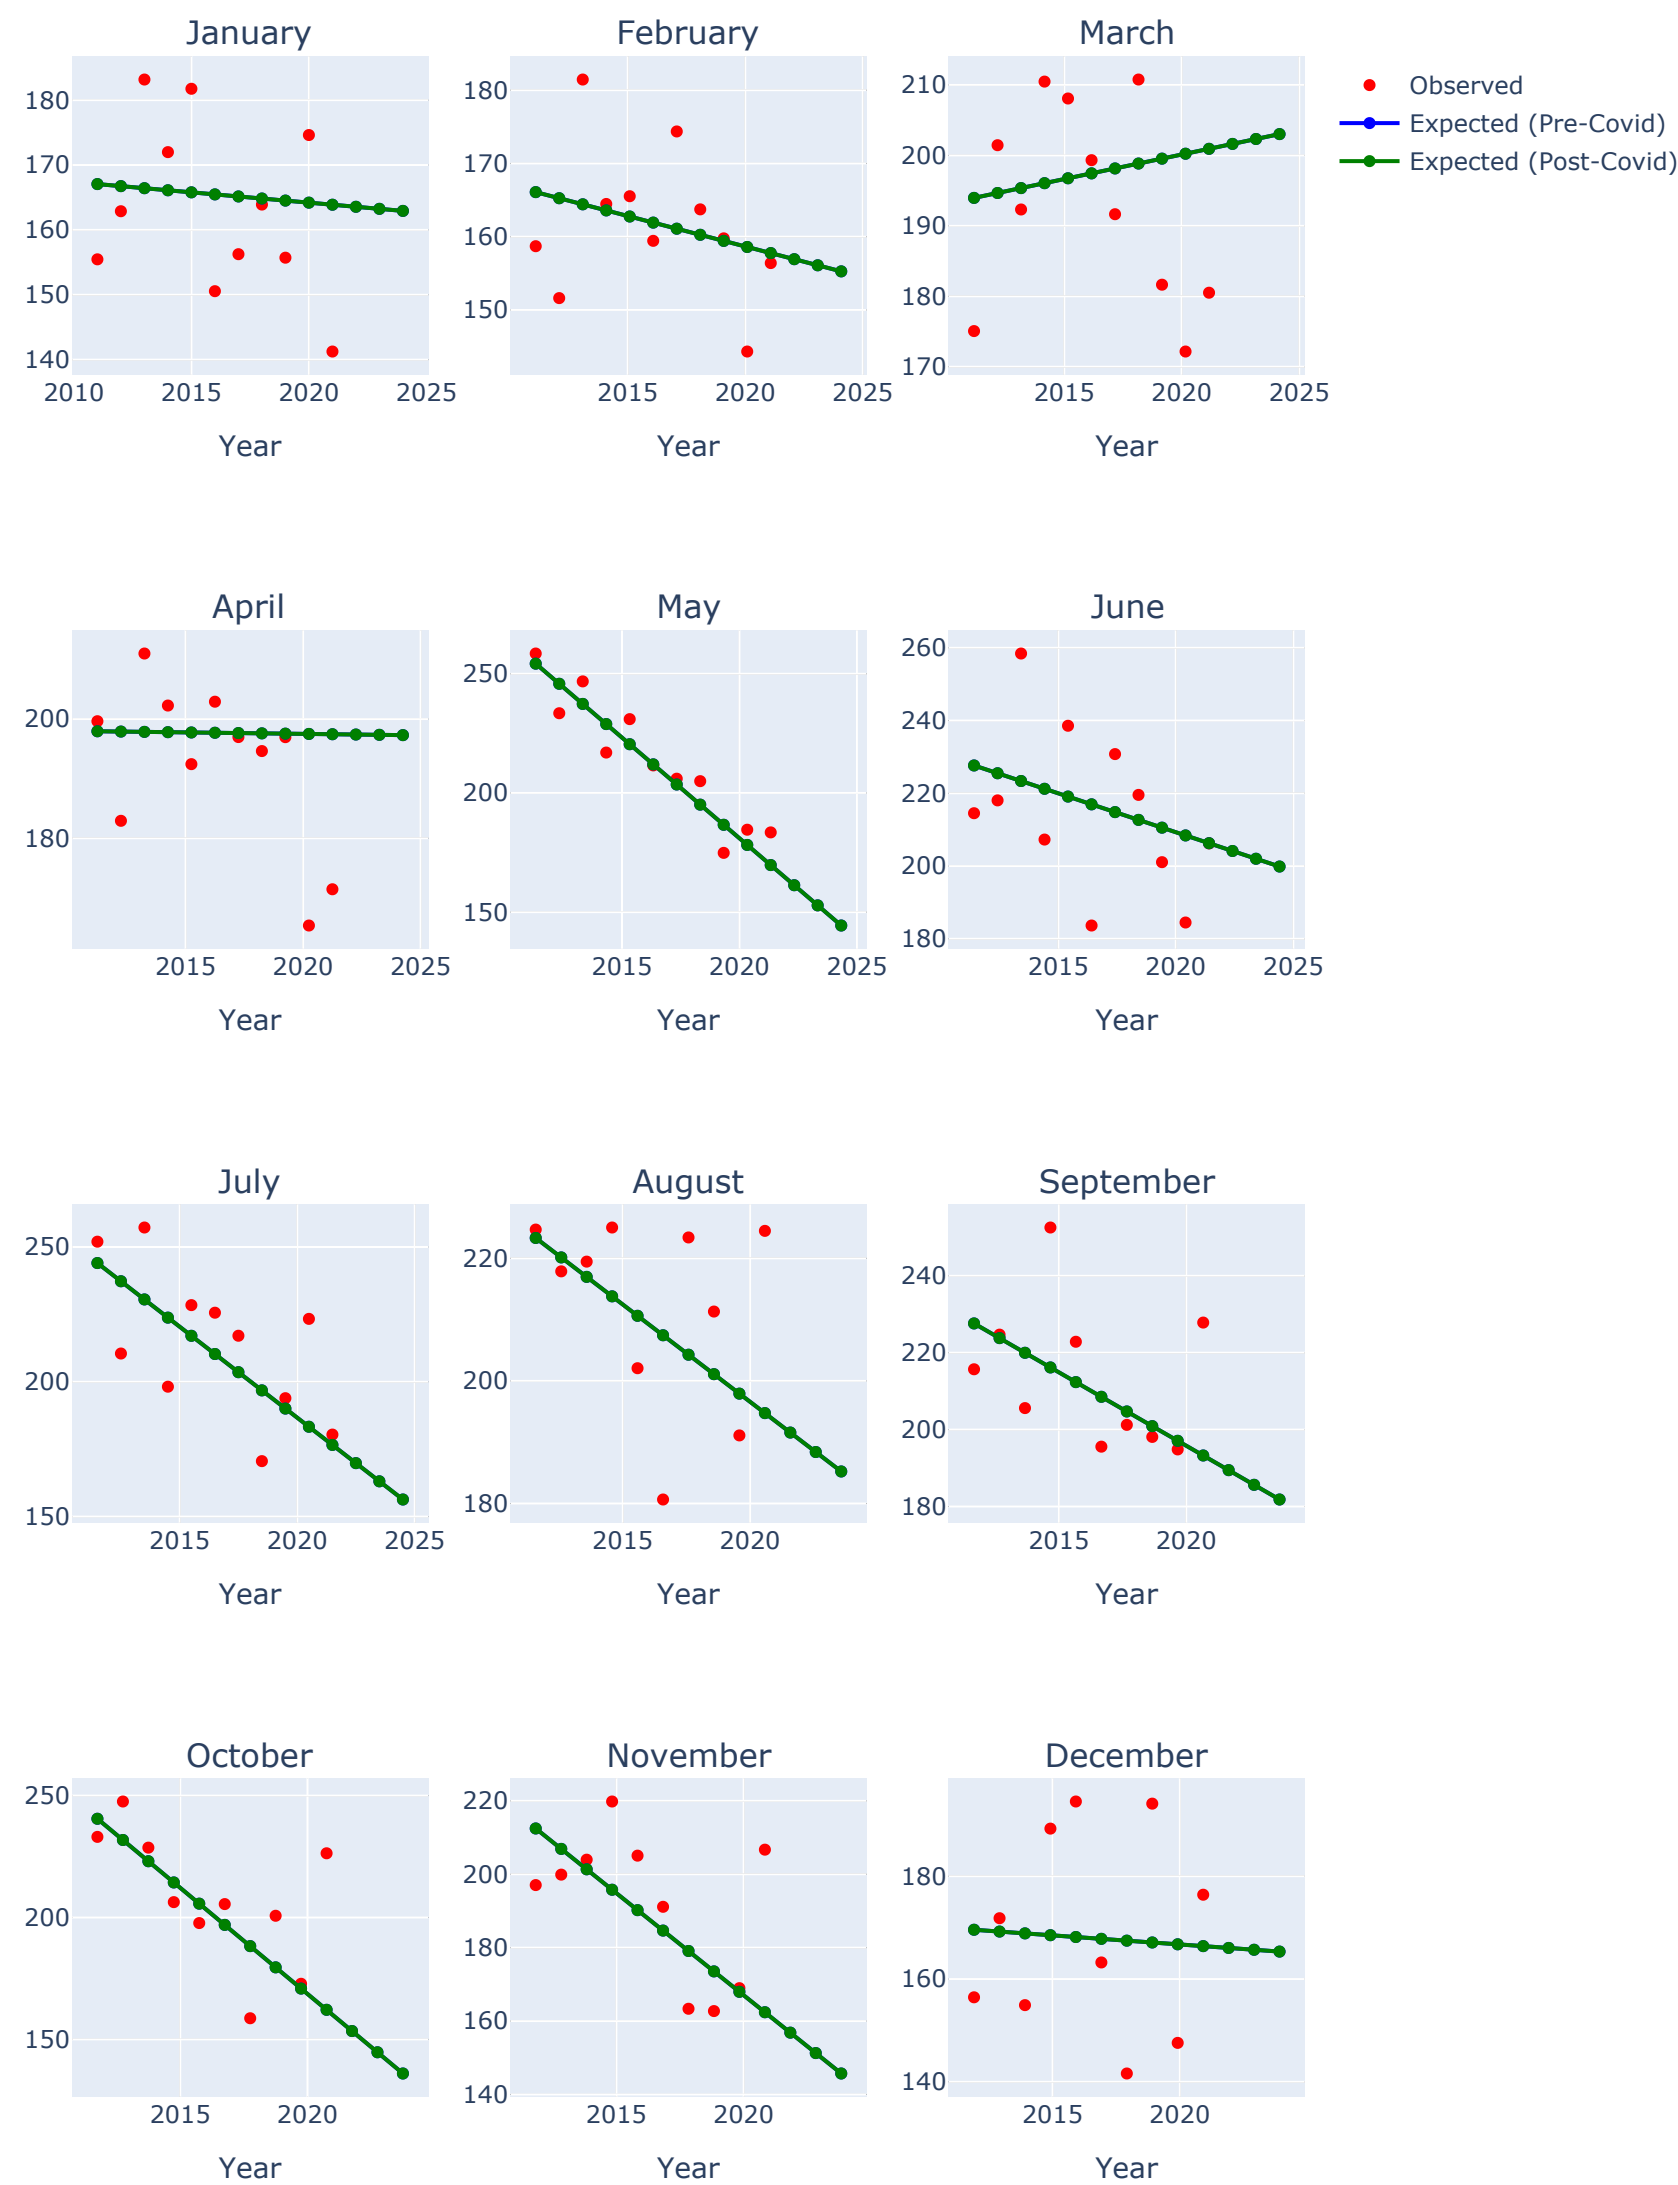 January
February
March
180
170
160
150
140
2010
2015
2020
2025
Year
180
170
160
150
2015
2020
2025
Year
210
200
190
180
170
2015
2020
2025
Year
Observed
Expected (Pre-Covid)
Expected (Post-Covid)
April
May
June
200
180
2015
2020
2025
Year
250
200
150
2015
2020
2025
Year
260
240
220
200
180
2015
2020
2025
Year
July
August
September
250
200
150
2015
2020
2025
Year
220
200
180
2015
2020
Year
240
220
200
180
2015
2020
Year
October
November
December
250
200
150
2015
2020
Year
220
200
180
160
140
2015
2020
Year
180
160
140
2015
2020
Year